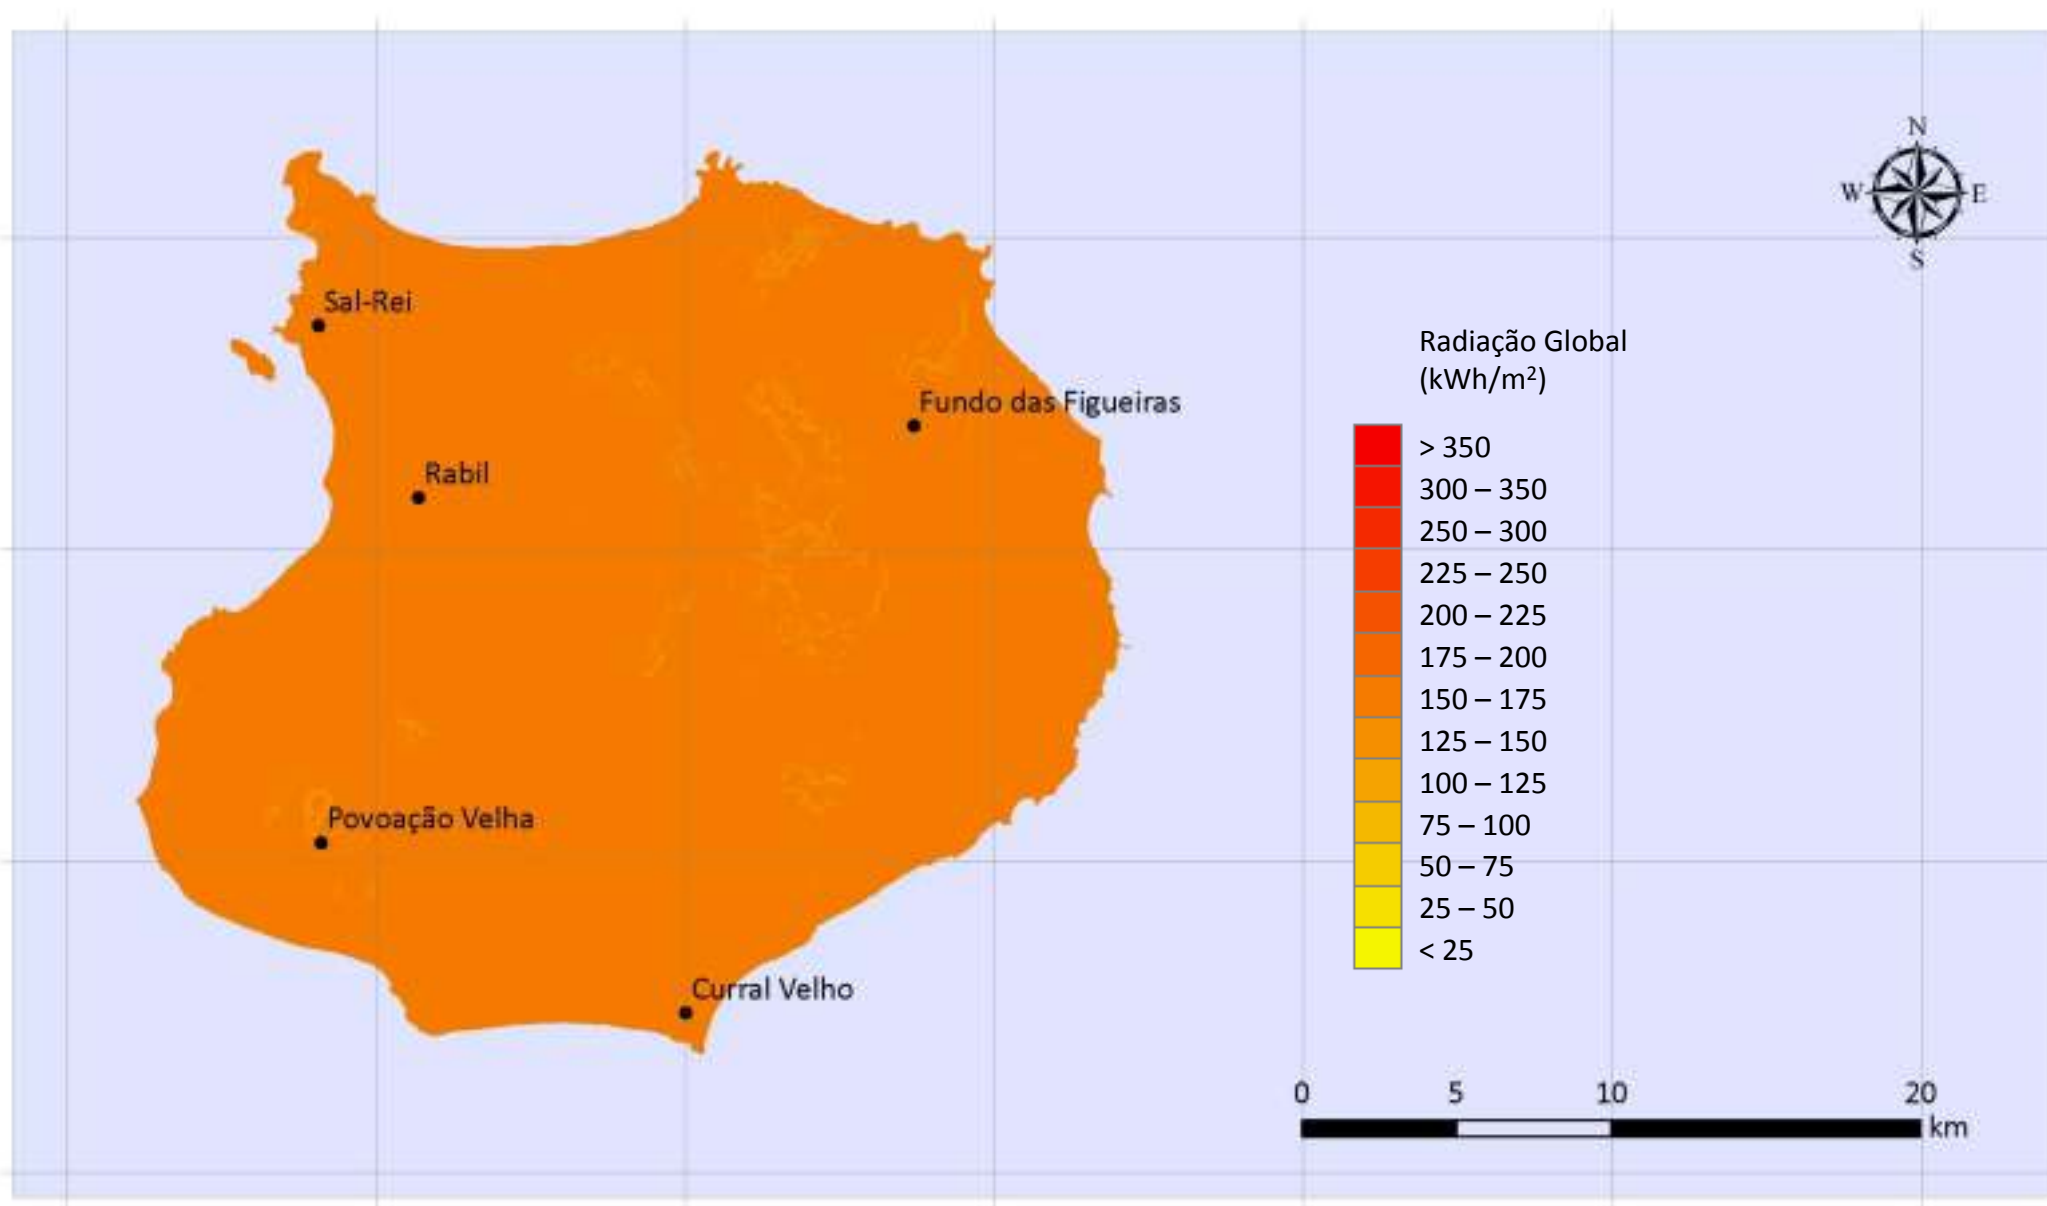 N
W E
S
Sal-Rei
Radiação Global
(kWh/m²)
Fundo das Figueiras
Rabil
> 350
300 – 350
250 – 300
225 – 250
200 – 225
175 – 200
150 – 175
125 – 150
100 – 125
75 – 100
50 – 75
25 – 50
< 25
Povoação Velha
Curral Velho
0 5 10 20
km